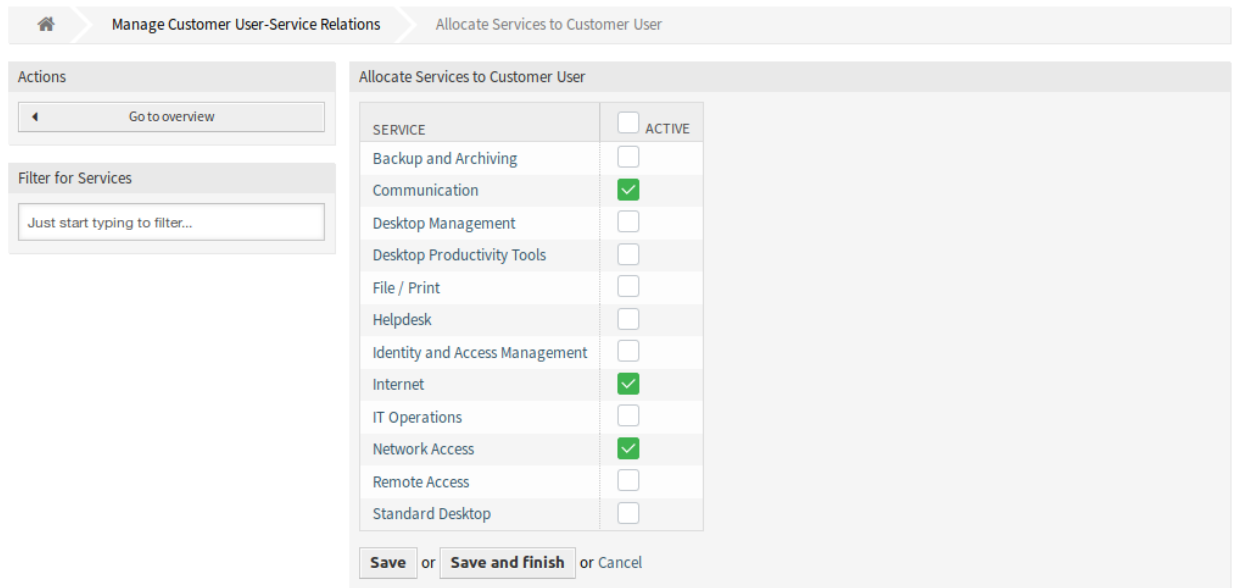 Manage Customer User-Service Relations Allocate Services to Customer User
Actions
Go to overview
Filter for Services
Just start typing to filter...
Allocate Services to Customer User
SERVICE ACTIVE
Backup and Archiving
Communication
Desktop Management
Desktop Productivity Tools
File / Print
Helpdesk
Identity and Access Management
Internet
IT Operations
Network Access
Remote Access
Standard Desktop
Save or Save and finish or Cancel